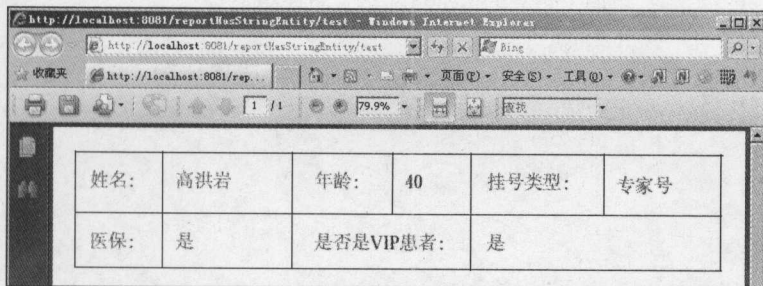 http://localhost:8081/reportHasStringEntity/test - Windows Internet Explorer
http://localhost:8081/reportHasStringEntity/test Bing
收藏夹 http://localhost:8081/rep... 页面(P) 安全(S) 工具(O)
1 /1 79.9% 查找
姓名: 高洪岩 年龄: 40 挂号类型: 专家号
医保: 是 是否是VIP患者: 是